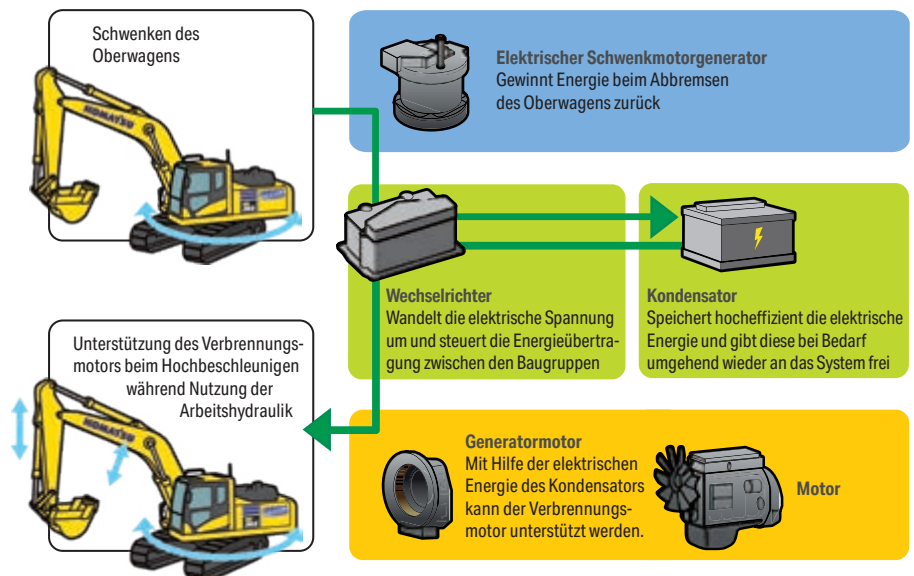 Schwenken des
Oberwagens
KOMATSU
Elektrischer Schwenkmotorgenerator
Gewinnt Energie beim Abbremsen
des Oberwagens zurück
Wechselrichter
Wandelt die elektrische Spannung
um und steuert die Energieübertra-
gung zwischen den Baugruppen
Kondensator
Speichert hocheffizient die elektrische
Energie und gibt diese bei Bedarf
umgehend wieder an das System frei
Unterstützung des Verbrennungs-
motors beim Hochbeschleunigen
während Nutzung der
Arbeitshydraulik
KOMATSU
Generatormotor
Mit Hilfe der elektrischen
Energie des Kondensators
kann der Verbrennungs-
motor unterstützt werden.
Motor